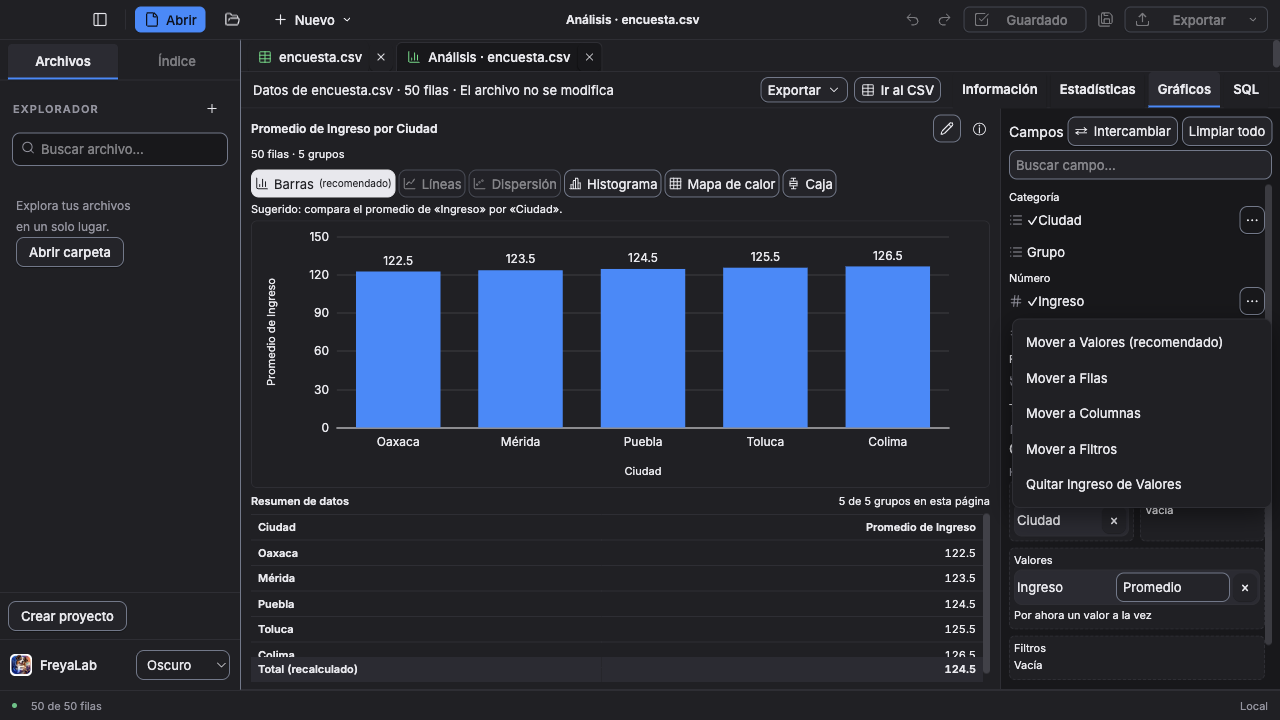 Abrir
Nuevo
Análisis · encuesta.csv
Guardado
Exportar
Archivos
Índice
encuesta.csv
Análisis · encuesta.csv
EXPLORADOR
Buscar archivo...
Explora tus archivos
en un solo lugar.
Abrir carpeta
Crear proyecto
FreyaLab
Oscuro
Datos de encuesta.csv · 50 filas · El archivo no se modifica
Exportar
Ir al CSV
Información
Estadísticas
Gráficos
SQL
Promedio de Ingreso por Ciudad
50 filas · 5 grupos
Barras (recomendado)
Líneas
Dispersión
Histograma
Mapa de calor
Caja
Sugerido: compara el promedio de «Ingreso» por «Ciudad».
Promedio de Ingreso
150
120
90
60
30
0
122.5
123.5
124.5
125.5
126.5
Oaxaca
Mérida
Puebla
Toluca
Colima
Ciudad
Resumen de datos
5 de 5 grupos en esta página
Ciudad Promedio de Ingreso
Oaxaca 122.5
Mérida 123.5
Puebla 124.5
Toluca 125.5
Colima 126.5
Total (recalculado) 124.5
Campos
Intercambiar
Limpiar todo
Buscar campo...
Categoría
✓Ciudad
Grupo
Número
✓Ingreso
Mover a Valores (recomendado)
Mover a Filas
Mover a Columnas
Mover a Filtros
Quitar Ingreso de Valores
Ciudad ×
Vacía
Valores
Ingreso Promedio ×
Por ahora un valor a la vez
Filtros
Vacía
50 de 50 filas
Local